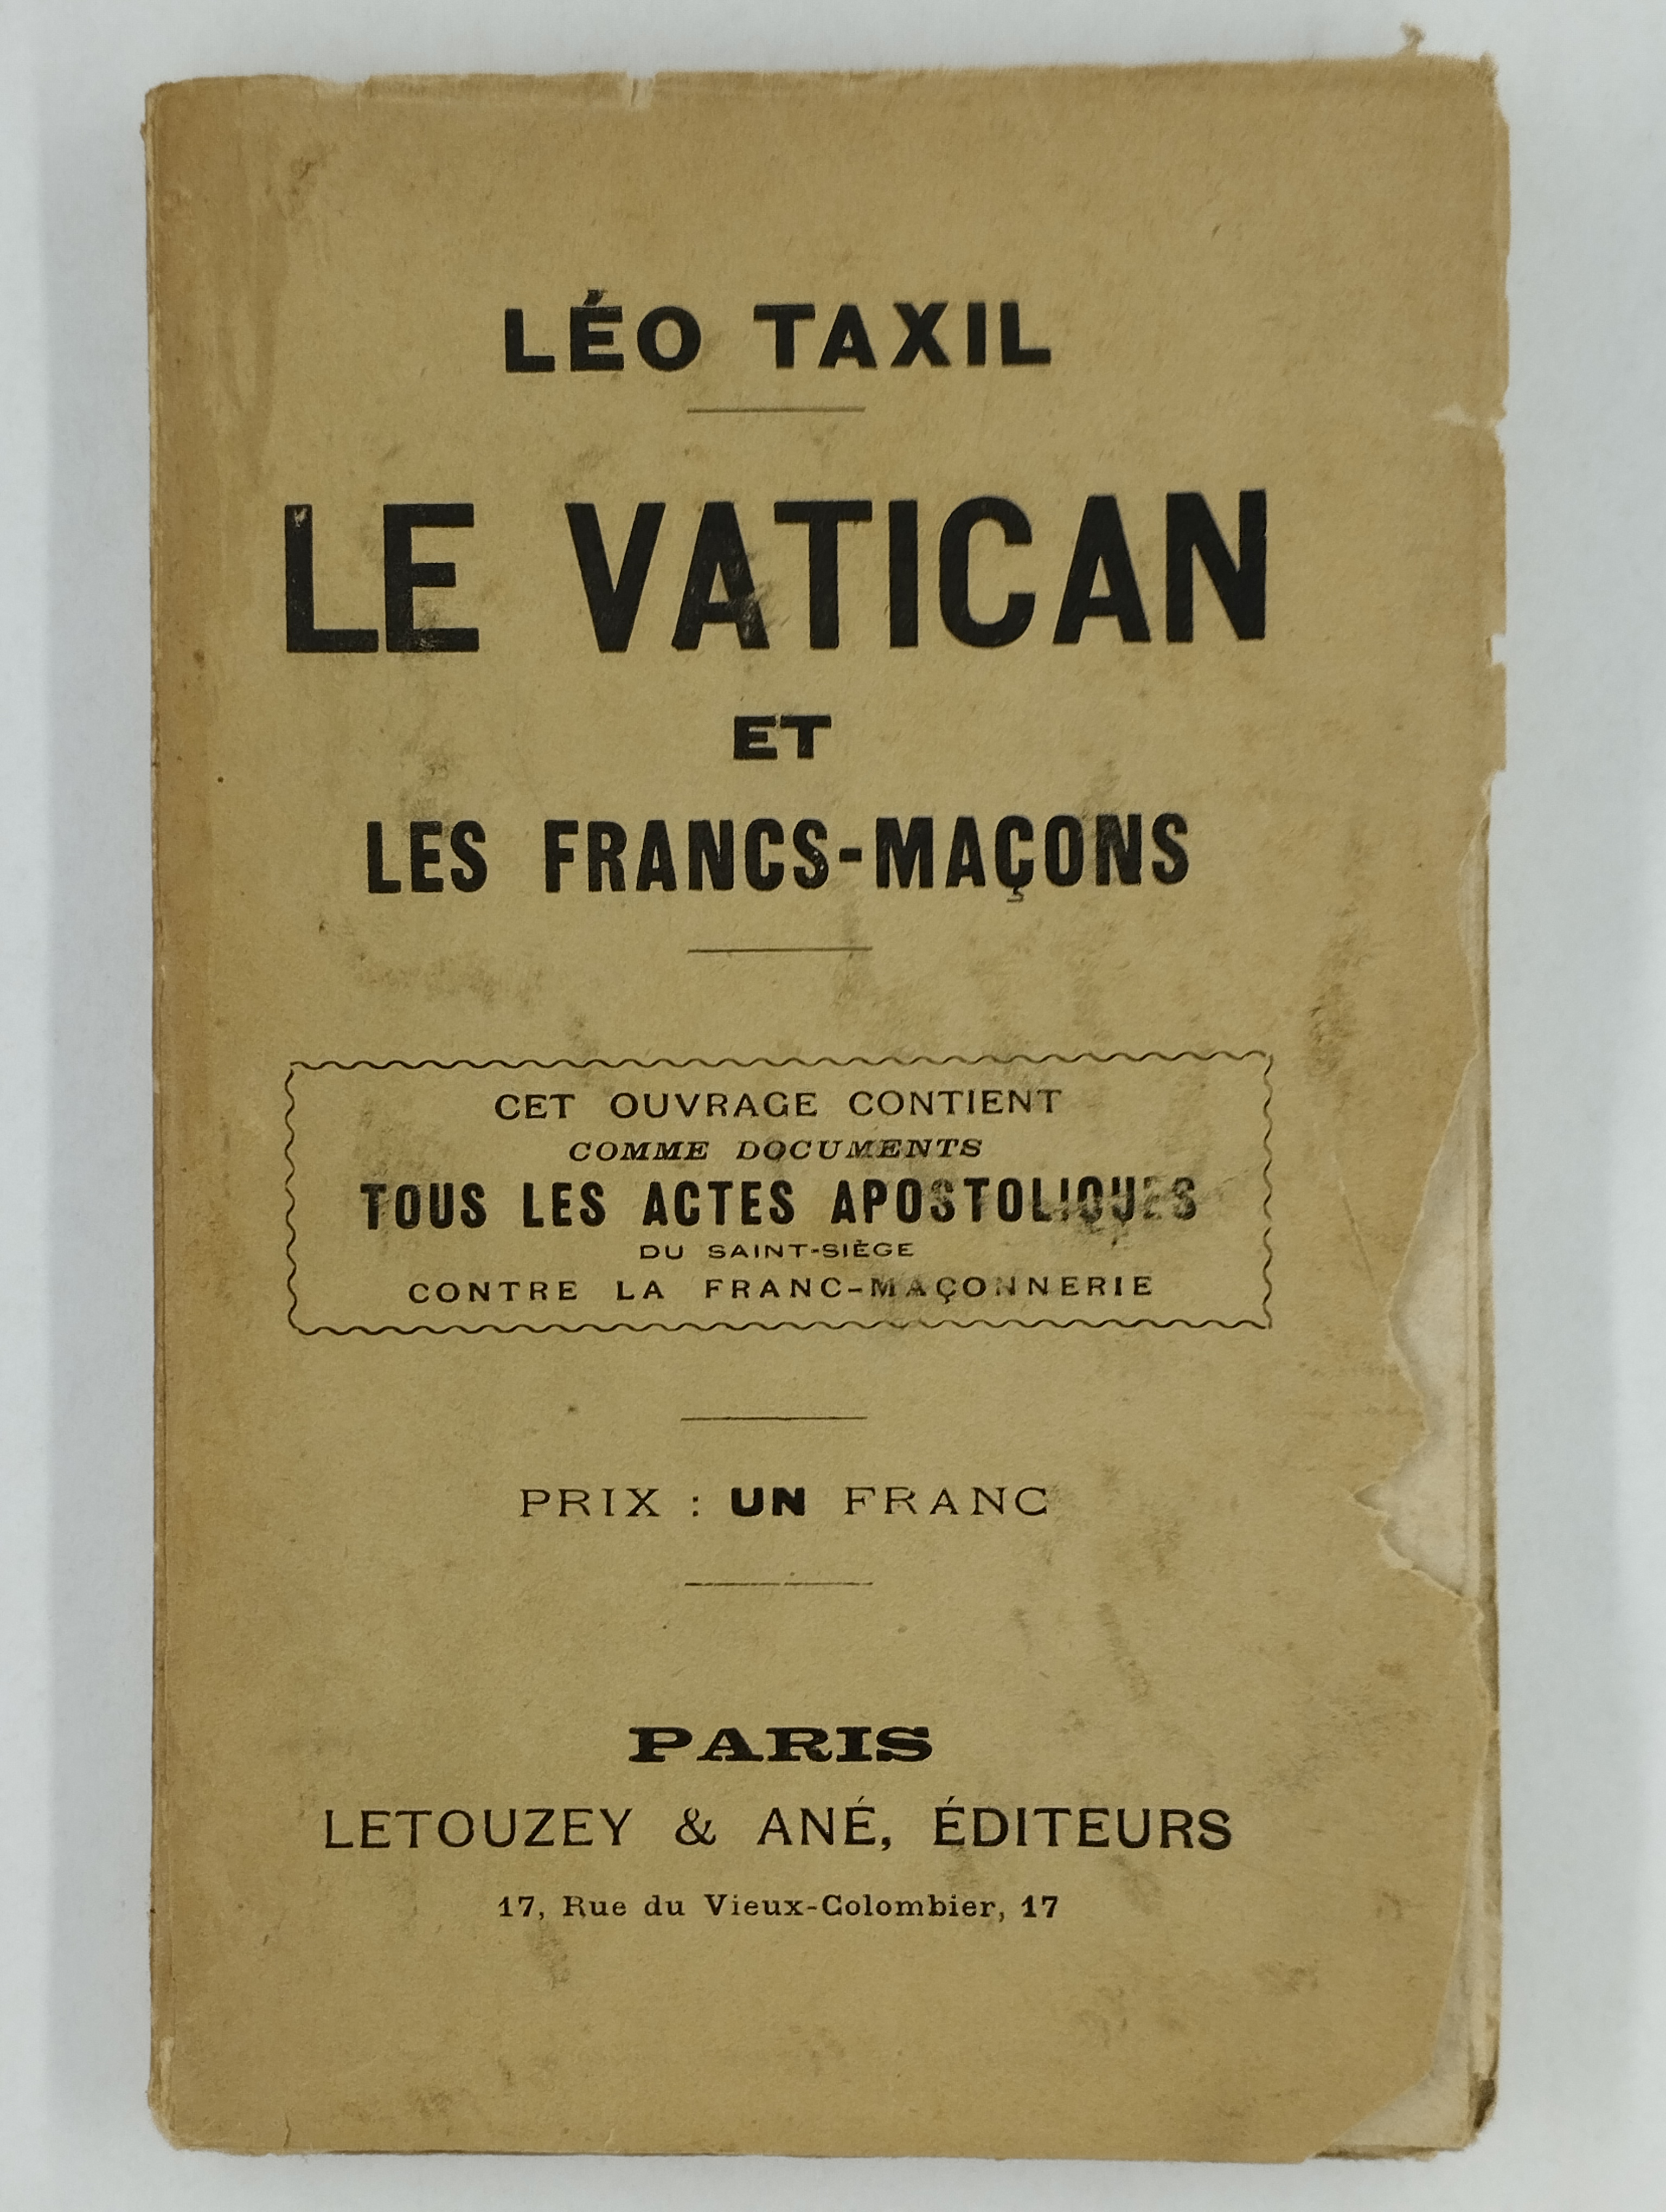 LÉO TAXIL
LE VATICAN
ET
LES FRANCS-MAÇONS
CET OUVRAGE CONTIENT
COMME DOCUMENTS
TOUS LES ACTES APOSTOLIQUES
DU SAINT-SIÈGE
CONTRE LA FRANC-MAÇONNERIE
PRIX : UN FRANC
PARIS
LETOUZEY & ANÉ, ÉDITEURS
17, Rue du Vieux-Colombier, 17